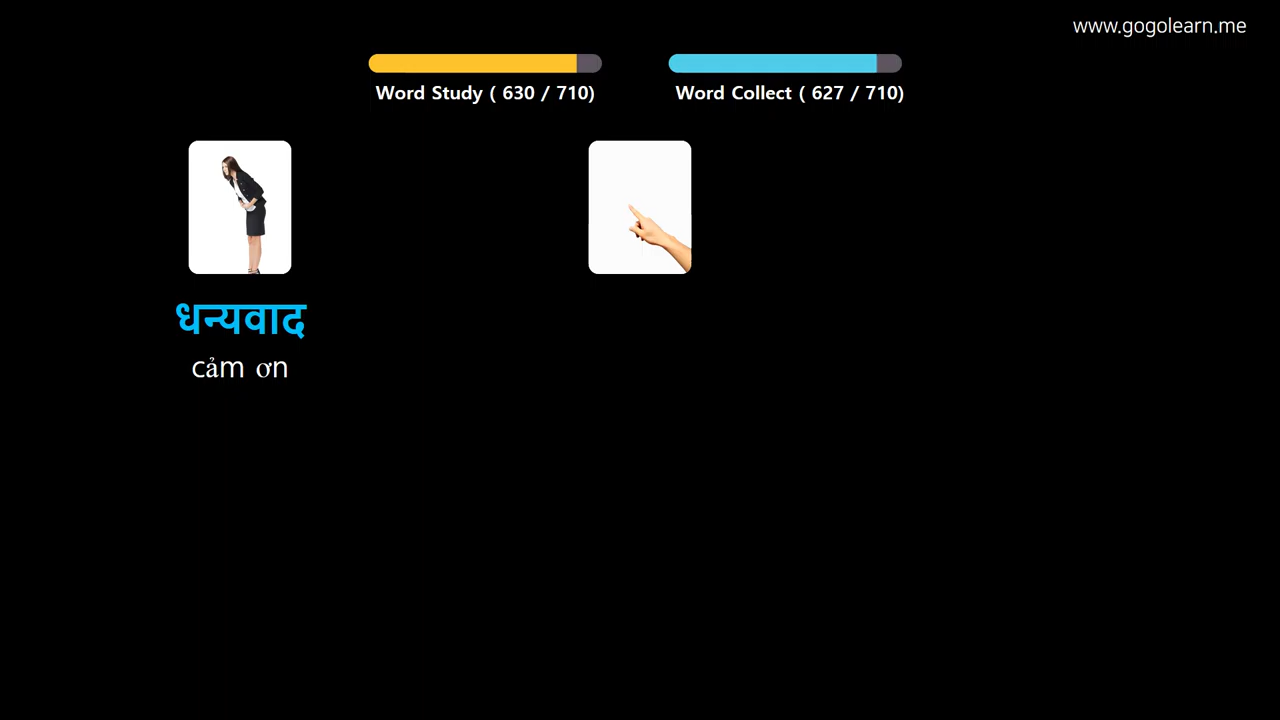 www.gogolearn.me
Word Study ( 630 / 710)
Word Collect ( 627 / 710)
धन्यवाद
cảm ơn